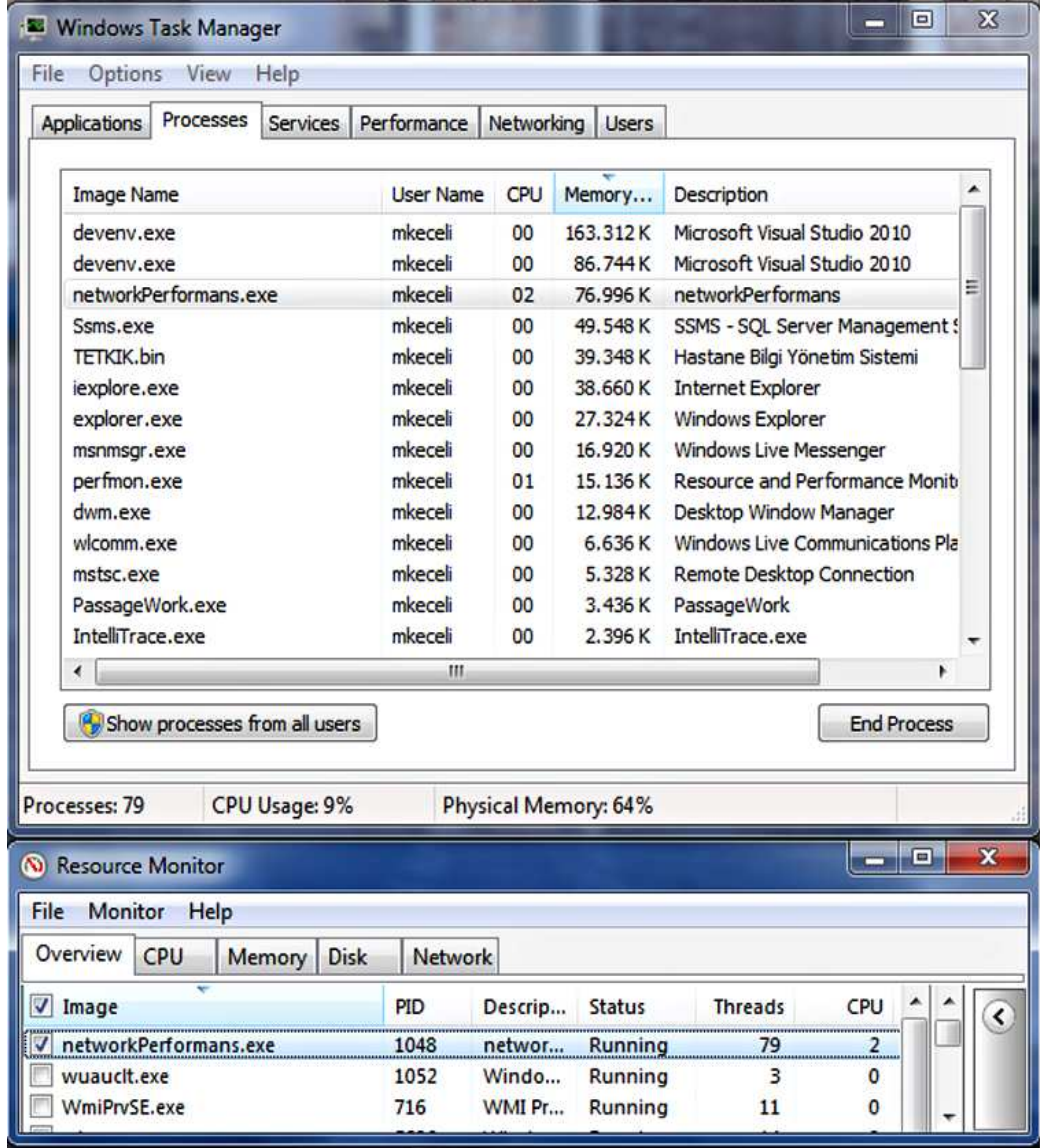 Windows Task Manager
File Options View Help
Applications Processes Services Performance Networking Users
Image Name User Name CPU Memory... Description
devenv.exe mkeceli 00 163.312 K Microsoft Visual Studio 2010
devenv.exe mkeceli 00 86.744 K Microsoft Visual Studio 2010
networkPerformans.exe mkeceli 02 76.996 K networkPerformans
Ssms.exe mkeceli 00 49.548 K SSMS - SQL Server Management
TETKIK.bin mkeceli 00 39.348 K Hastane Bilgi Yönetim Sistemi
iexplore.exe mkeceli 00 38.660 K Internet Explorer
explorer.exe mkeceli 00 27.324 K Windows Explorer
msnmsgr.exe mkeceli 00 16.920 K Windows Live Messenger
perfmon.exe mkeceli 01 15.136 K Resource and Performance Monit
dwm.exe mkeceli 00 12.984 K Desktop Window Manager
wlcomm.exe mkeceli 00 6.636 K Windows Live Communications Pla
mstsc.exe mkeceli 00 5.328 K Remote Desktop Connection
PassageWork.exe mkeceli 00 3.436 K PassageWork
IntelliTrace.exe mkeceli 00 2.396 K IntelliTrace.exe
Show processes from all users End Process
Processes: 79 CPU Usage: 9% Physical Memory: 64%
Resource Monitor
File Monitor Help
Overview CPU Memory Disk Network
Image PID Descrip... Status Threads CPU
networkPerformans.exe 1048 networ... Running 79 2
wuauclt.exe 1052 Windo... Running 3 0
WmiPrvSE.exe 716 WMI Pr... Running 11 0